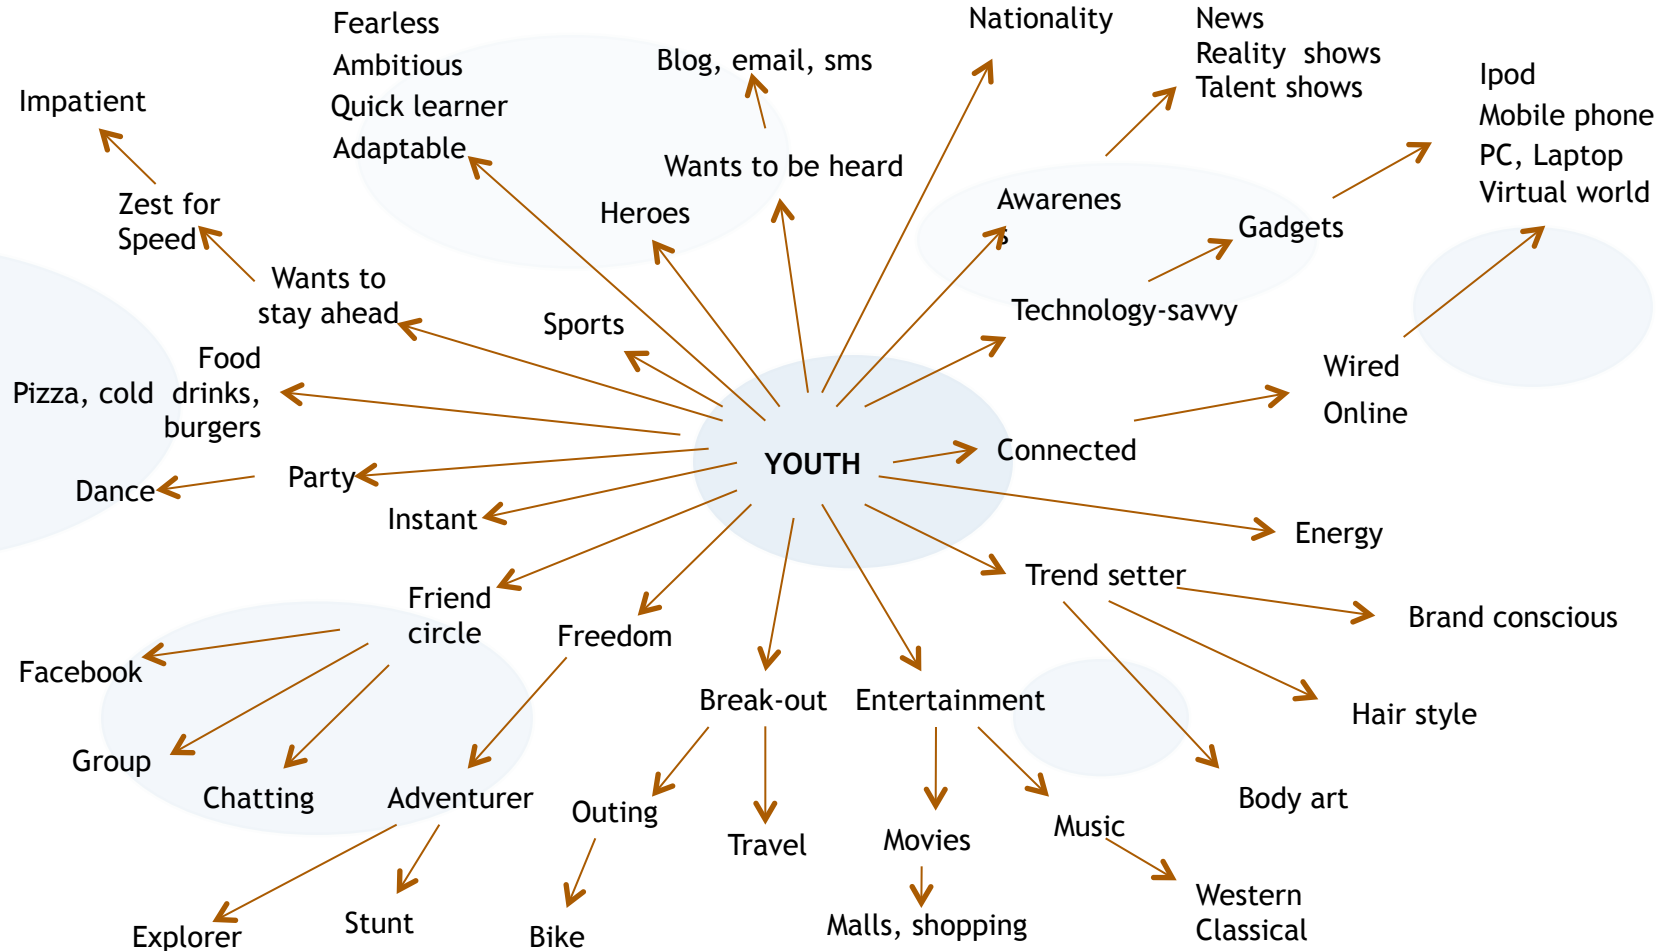 Fearless
Ambitious
Quick learner
Adaptable
Blog, email, sms
Nationality
News
Reality shows
Talent shows
Ipod
Mobile phone
PC, Laptop
Virtual world
Impatient
Wants to be heard
Zest for
Speed
Heroes
Awarenes
s
Gadgets
Wants to
stay ahead
Sports
Technology-savvy
Food
Pizza, cold drinks,
burgers
Wired
Online
YOUTH
Connected
Party
Dance
Instant
Energy
Trend setter
Friend
circle
Freedom
Brand conscious
Facebook
Break-out
Entertainment
Hair style
Group
Chatting
Adventurer
Outing
Body art
Travel
Movies
Music
Western
Classical
Explorer
Stunt
Bike
Malls, shopping